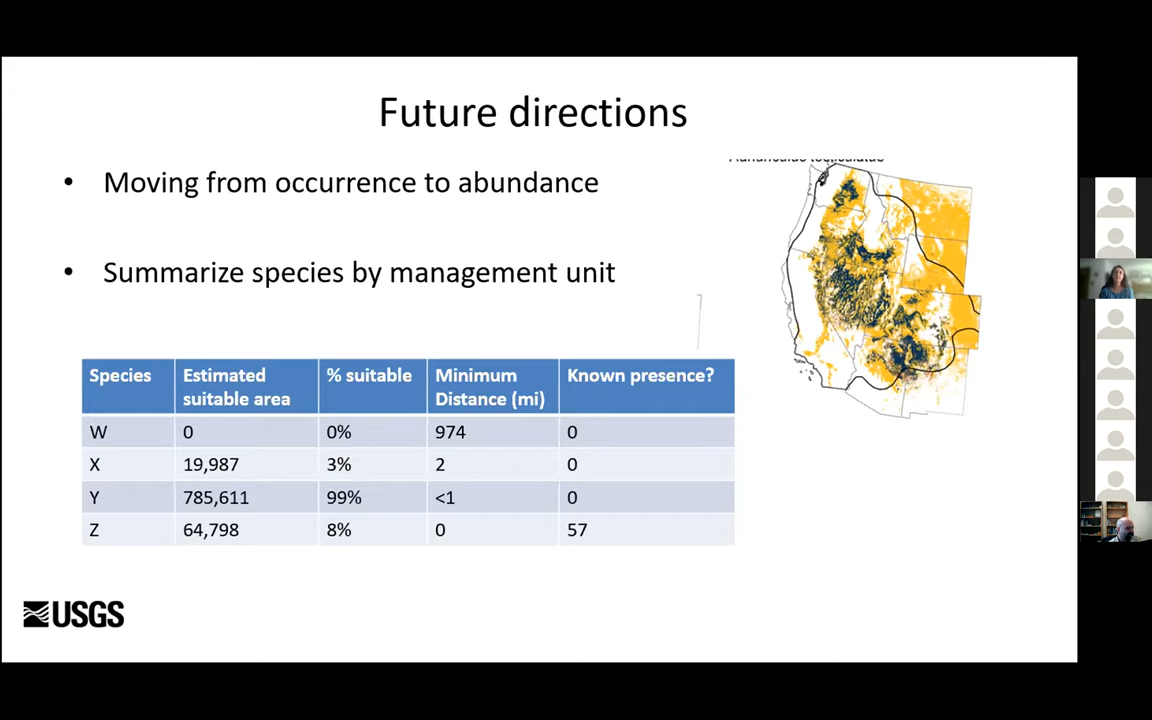 Future directions
• Moving from occurrence to abundance
• Summarize species by management unit
Species Estimated suitable area % suitable Minimum Distance (mi) Known presence?
W 0 0% 974 0
X 19,987 3% 2 0
Y 785,611 99% <1 0
Z 64,798 8% 0 57
USGS